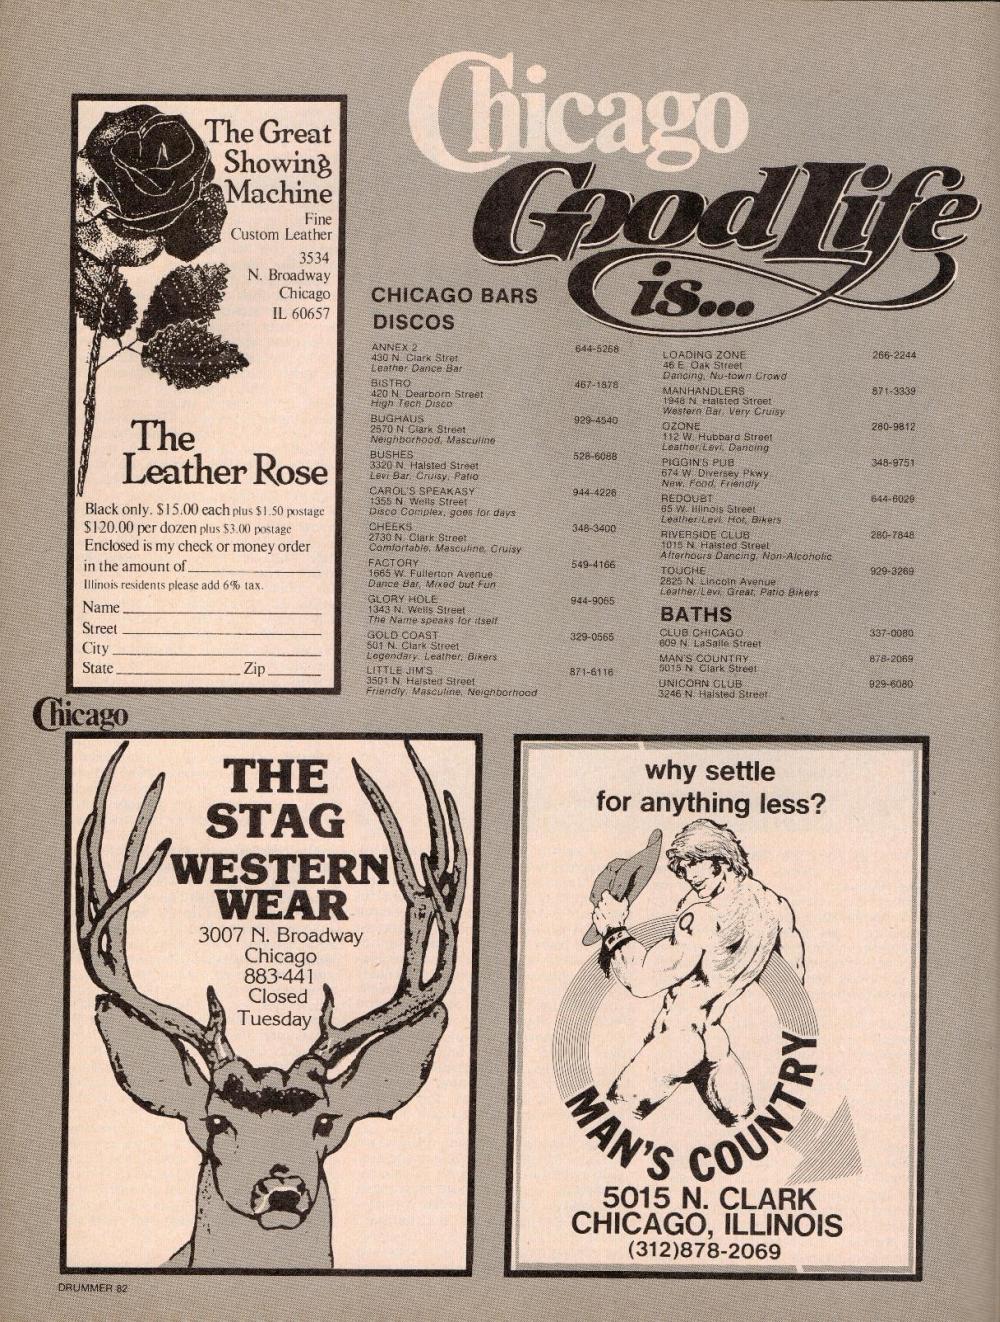 Chicago
Good Life
is...
The Great
Showing
Machine
Fine
Custom Leather
3534
N. Broadway
Chicago
IL 60657
The
Leather Rose
Black only. $15.00 each plus $1.50 postage
$120.00 per dozen plus $3.00 postage
Enclosed is my check or money order
in the amount of
Illinois residents please add 6% tax.
Name
Street
City
State Zip
CHICAGO BARS
DISCOS
ANNEX 2 644-5268
430 N. Clark Stret
Leather Dance Bar
BISTRO 467-1878
420 N. Dearborn Street
High Tech Disco
BUGHAUS 929-4540
2570 N Clark Street
Neighborhood, Masculine
BUSHES 528-6088
3320 N. Halsted Street
Levi Bar, Cruisy, Patio
CAROL'S SPEAKASY 944-4226
1355 N. Wells Street
Disco Complex, goes for days
CHEEKS 348-3400
2730 N. Clark Street
Comfortable, Masculine, Cruisy
FACTORY 549-4166
1665 W. Fullerton Avenue
Dance Bar, Mixed but Fun
GLORY HOLE 944-9065
1343 N. Wells Street
The Name speaks for itself
GOLD COAST 329-0565
501 N. Clark Street
Legendary, Leather, Bikers
LITTLE JIM'S 871-6116
3501 N. Halsted Street
Friendly, Masculine, Neighborhood
LOADING ZONE 266-2244
46 E. Oak Street
Dancing, Nu-town Crowd
MANHANDLERS 871-3339
1948 N. Halsted Street
Western Bar, Very Cruisy
OZONE 280-9812
112 W. Hubbard Street
Leather/Levi, Dancing
PIGGIN'S PUB 348-9751
674 W. Diversey Pkwy
New, Food, Friendly
REDOUBT 644-6029
65 W. Illinois Street
Leather/Levi, Hot, Bikers
RIVERSIDE CLUB 280-7848
1015 N. Halsted Street
Afterhours Dancing, Non-Alcoholic
TOUCHE 929-3269
2825 N. Lincoln Avenue
Leather/Levi, Great, Patio Bikers
BATHS
CLUB CHICAGO 337-0080
609 N. LaSalle Street
MAN'S COUNTRY 878-2069
5015 N. Clark Street
UNICORN CLUB 929-6080
3246 N. Halsted Street
Chicago
THE
STAG
WESTERN
WEAR
3007 N. Broadway
Chicago
883-441
Closed
Tuesday
why settle
for anything less?
MAN'S COUNTRY
5015 N. CLARK
CHICAGO, ILLINOIS
(312)878-2069
DRUMMER 82